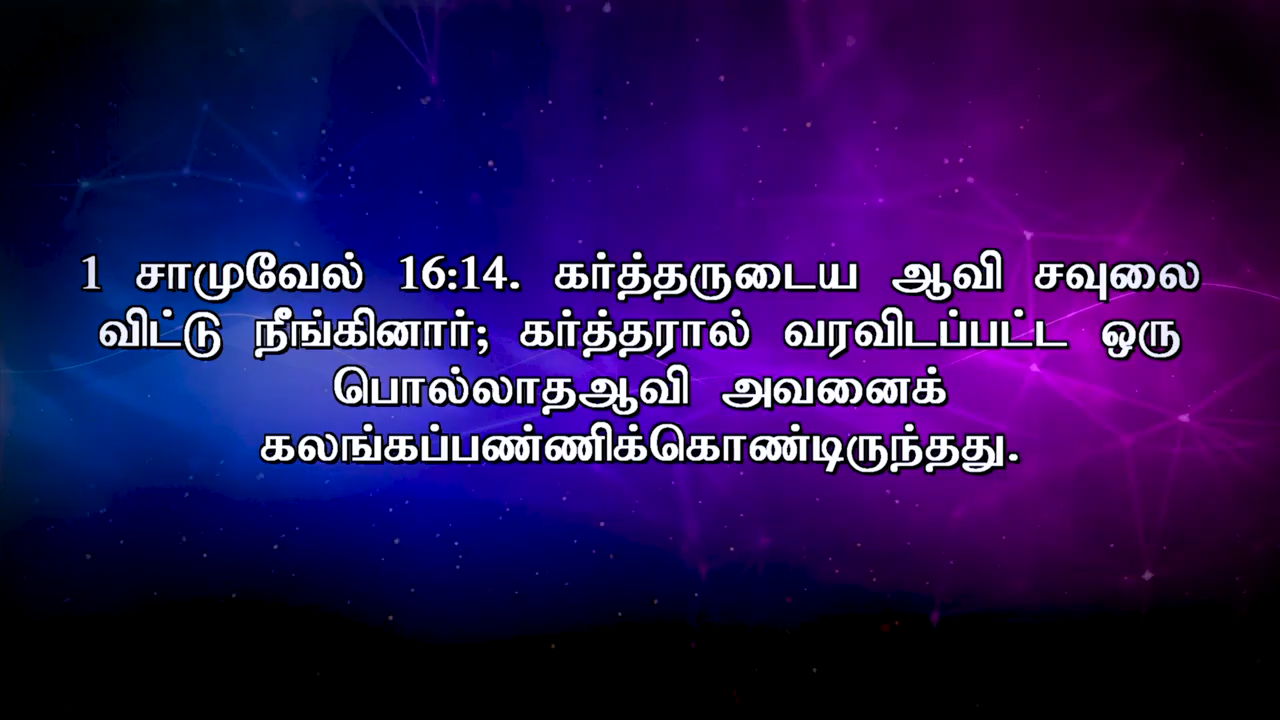 1 சாமுவேல் 16:14. கர்த்தருடைய ஆவி சவுலை
விட்டு நீங்கினார்; கர்த்தரால் வரவிடப்பட்ட ஒரு
பொல்லாதஆவி அவனைக்
கலங்கப்பண்ணிக்கொண்டிருந்தது.